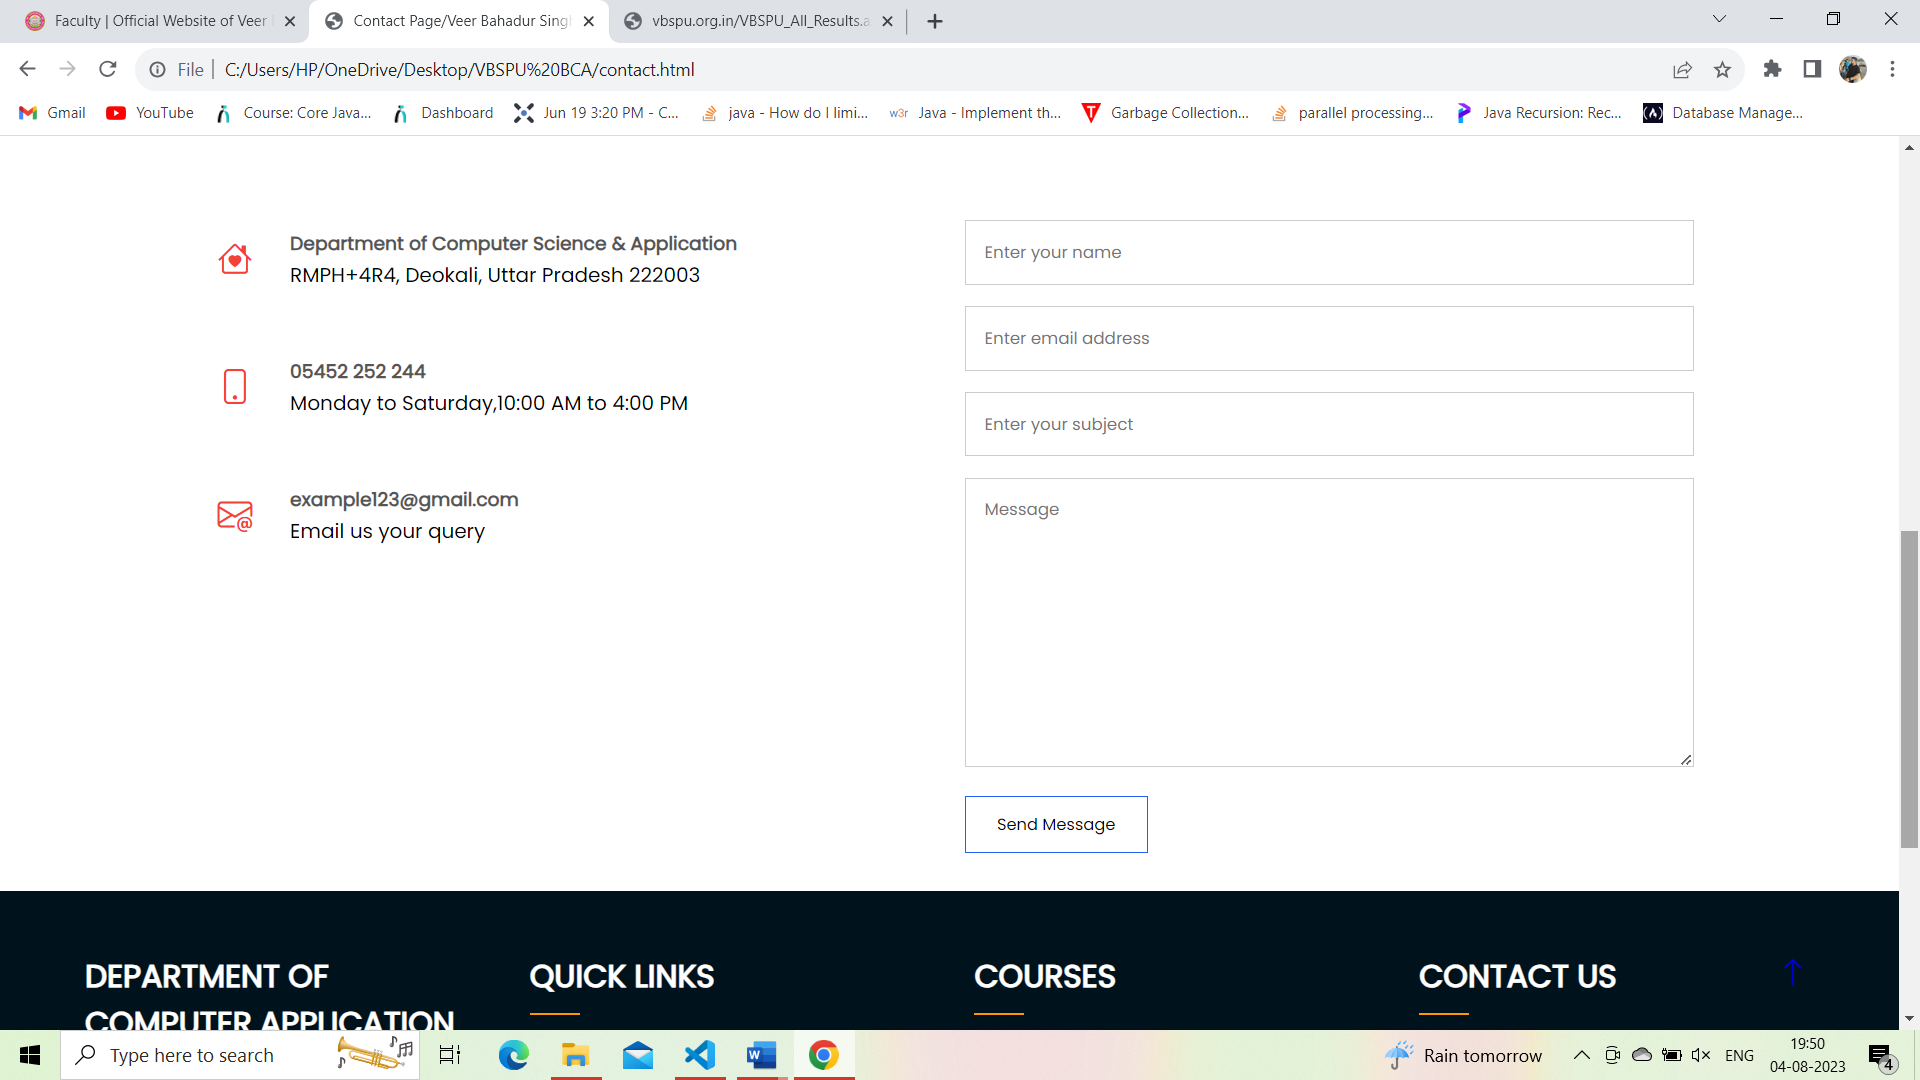 Faculty | Official Website of Veer
Contact Page/Veer Bahadur Sing
vbspu.org.in/VBSPU_All_Results.a
File
C:/Users/HP/OneDrive/Desktop/VBSPU%20BCA/contact.html
Gmail
YouTube
Course: Core Java...
Dashboard
Jun 19 3:20 PM - C...
java - How do I limi...
w3r
Java - Implement th...
Garbage Collection...
parallel processing...
Java Recursion: Rec...
Database Manage...
Department of Computer Science & Application
RMPH+4R4, Deokali, Uttar Pradesh 222003
05452 252 244
Monday to Saturday,10:00 AM to 4:00 PM
example123@gmail.com
Email us your query
Enter your name
Enter email address
Enter your subject
Message
Send Message
DEPARTMENT OF
COMPUTER APPLICATION
QUICK LINKS
COURSES
CONTACT US
Type here to search
Rain tomorrow
ENG
19:50
04-08-2023
4